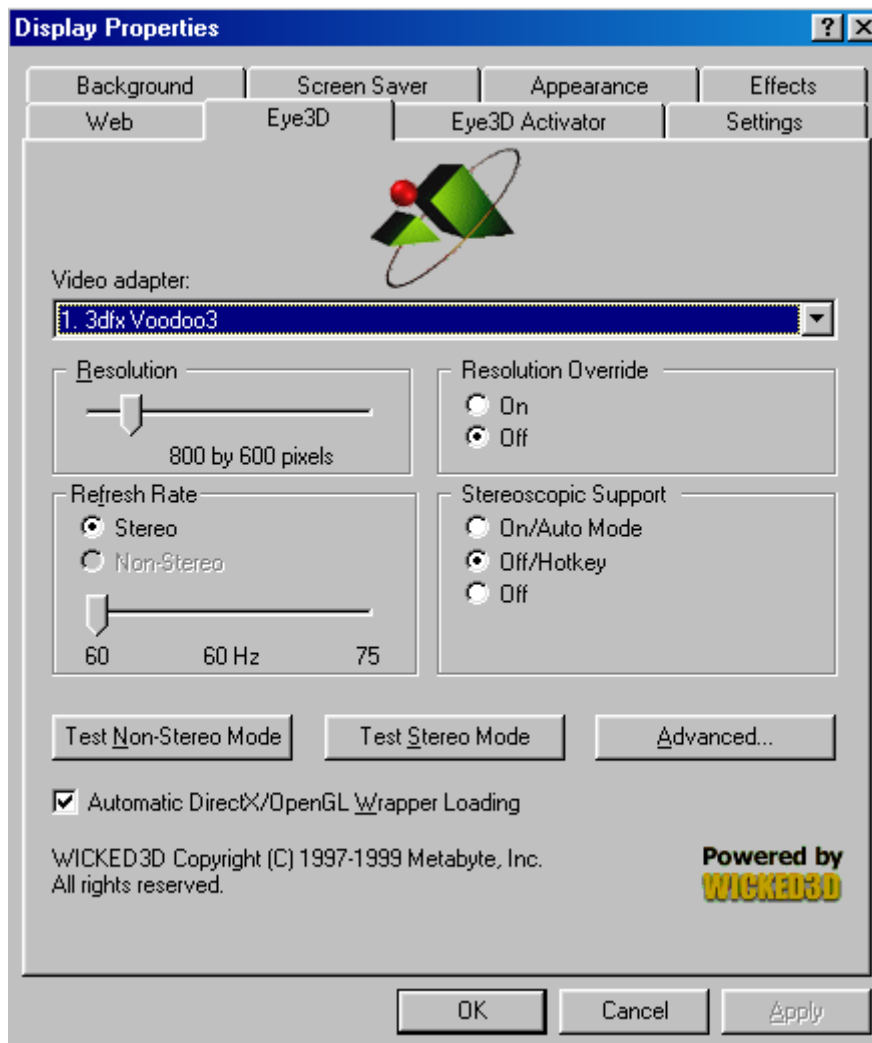 Display Properties
Background Screen Saver Appearance Effects
Web Eye3D Eye3D Activator Settings
Video adapter:
1. 3dfx Voodoo3
Resolution
800 by 600 pixels
Resolution Override
On
Off
Refresh Rate
Stereo
Non-Stereo
60 60 Hz 75
Stereoscopic Support
On/Auto Mode
Off/Hotkey
Off
Test Non-Stereo Mode Test Stereo Mode Advanced...
Automatic DirectX/OpenGL Wrapper Loading
WICKED3D Copyright (C) 1997-1999 Metabyte, Inc.
All rights reserved.
Powered by
WICKED3D
OK Cancel Apply